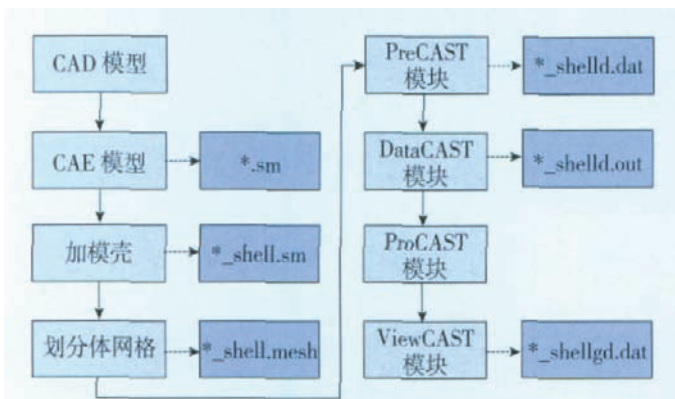 CAD 模型
CAE 模型
*.sm
加模壳
*_shell.sm
划分体网格
*_shell.mesh
PreCAST
模块
*_shelld.dat
DataCAST
模块
*_shelld.out
ProCAST
模块
ViewCAST
模块
*_shellgd.dat